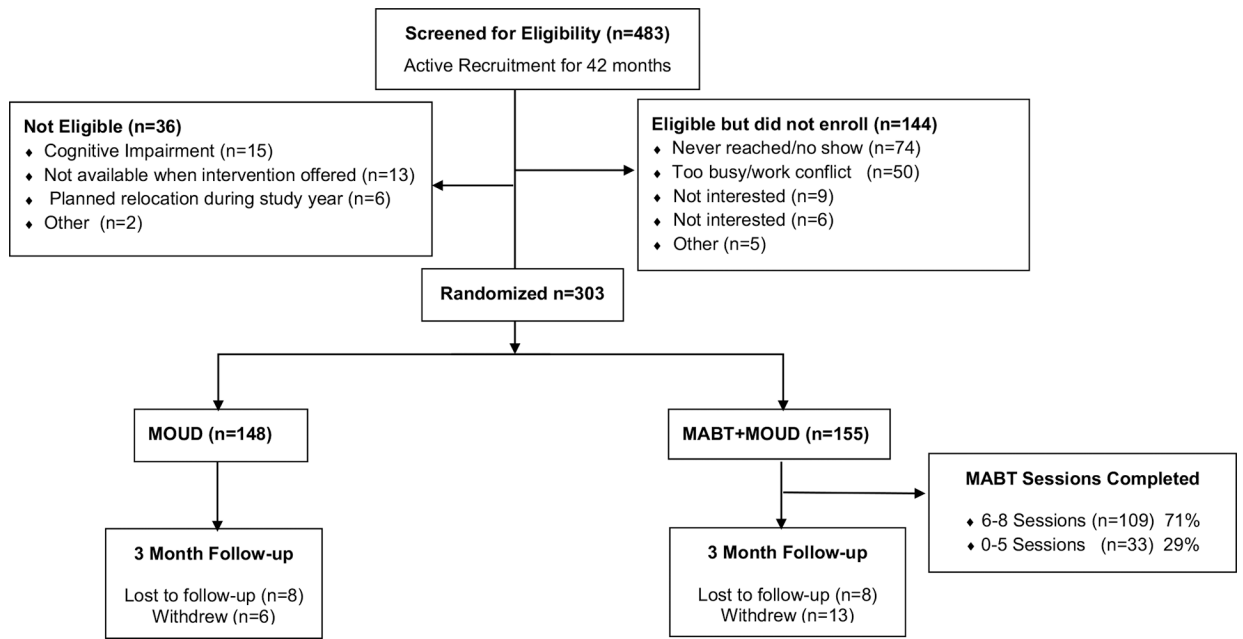 Screened for Eligibility (n=483)
Active Recruitment for 42 months
Not Eligible (n=36)
♦ Cognitive Impairment (n=15)
♦ Not available when intervention offered (n=13)
♦ Planned relocation during study year (n=6)
♦ Other (n=2)
Eligible but did not enroll (n=144)
♦ Never reached/no show (n=74)
♦ Too busy/work conflict (n=50)
♦ Not interested (n=9)
♦ Not interested (n=6)
♦ Other (n=5)
Randomized n=303
MOUD (n=148)
MABT+MOUD (n=155)
MABT Sessions Completed
♦ 6-8 Sessions (n=109) 71%
♦ 0-5 Sessions (n=33) 29%
3 Month Follow-up
Lost to follow-up (n=8)
Withdrew (n=6)
3 Month Follow-up
Lost to follow-up (n=8)
Withdrew (n=13)